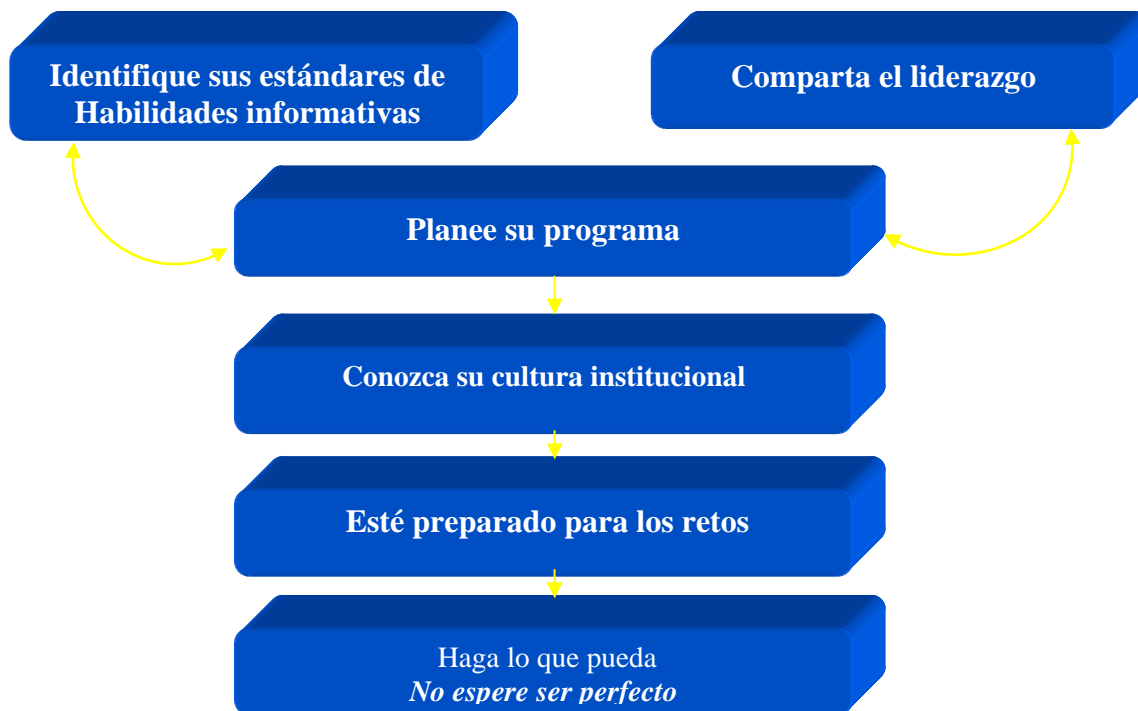 Identifique sus estándares de
Habilidades informativas
Comparta el liderazgo
Planee su programa
Conozca su cultura institucional
Esté preparado para los retos
Haga lo que pueda
No espere ser perfecto